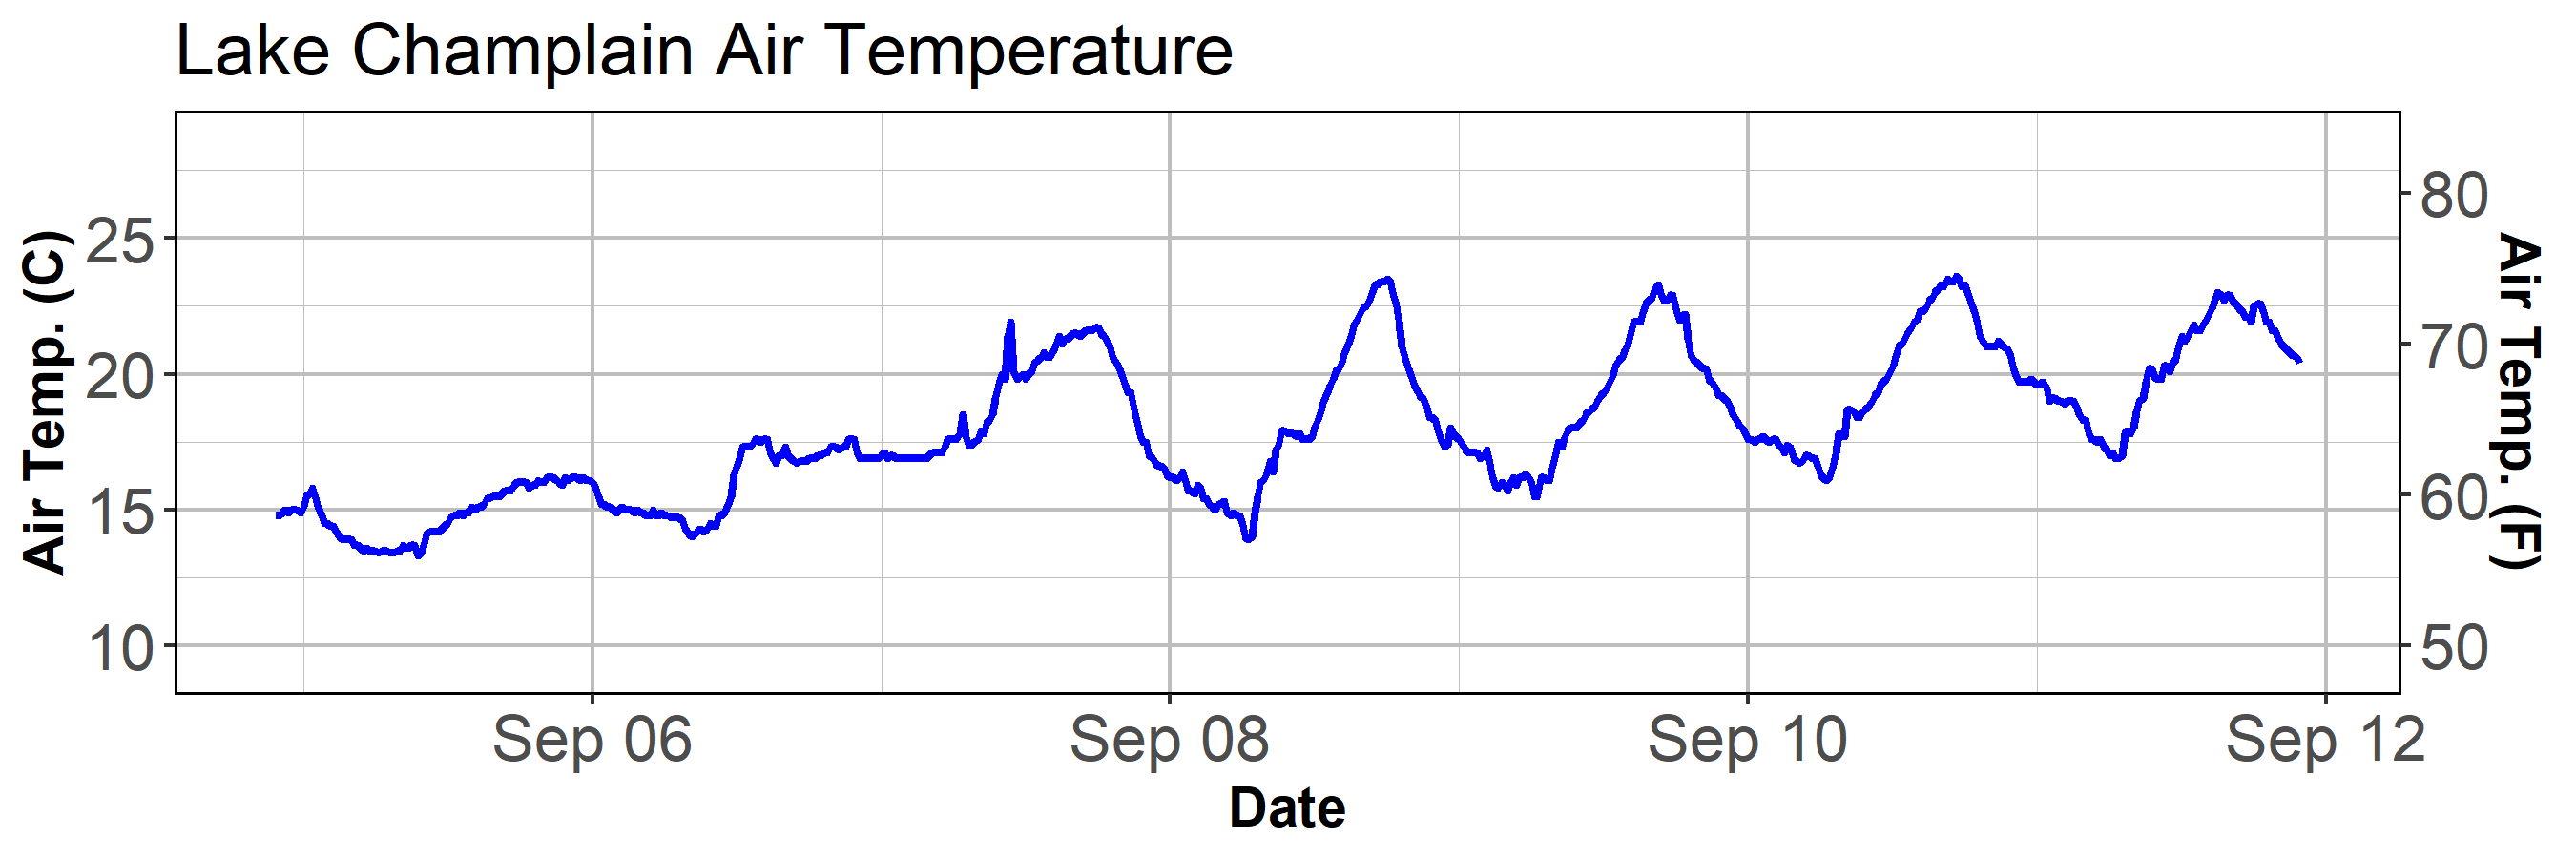 Lake Champlain Air Temperature
Air Temp. (C)
25
20
15
10
80
70
60
50
Air Temp. (F)
Sep 06
Sep 08
Sep 10
Sep 12
Date